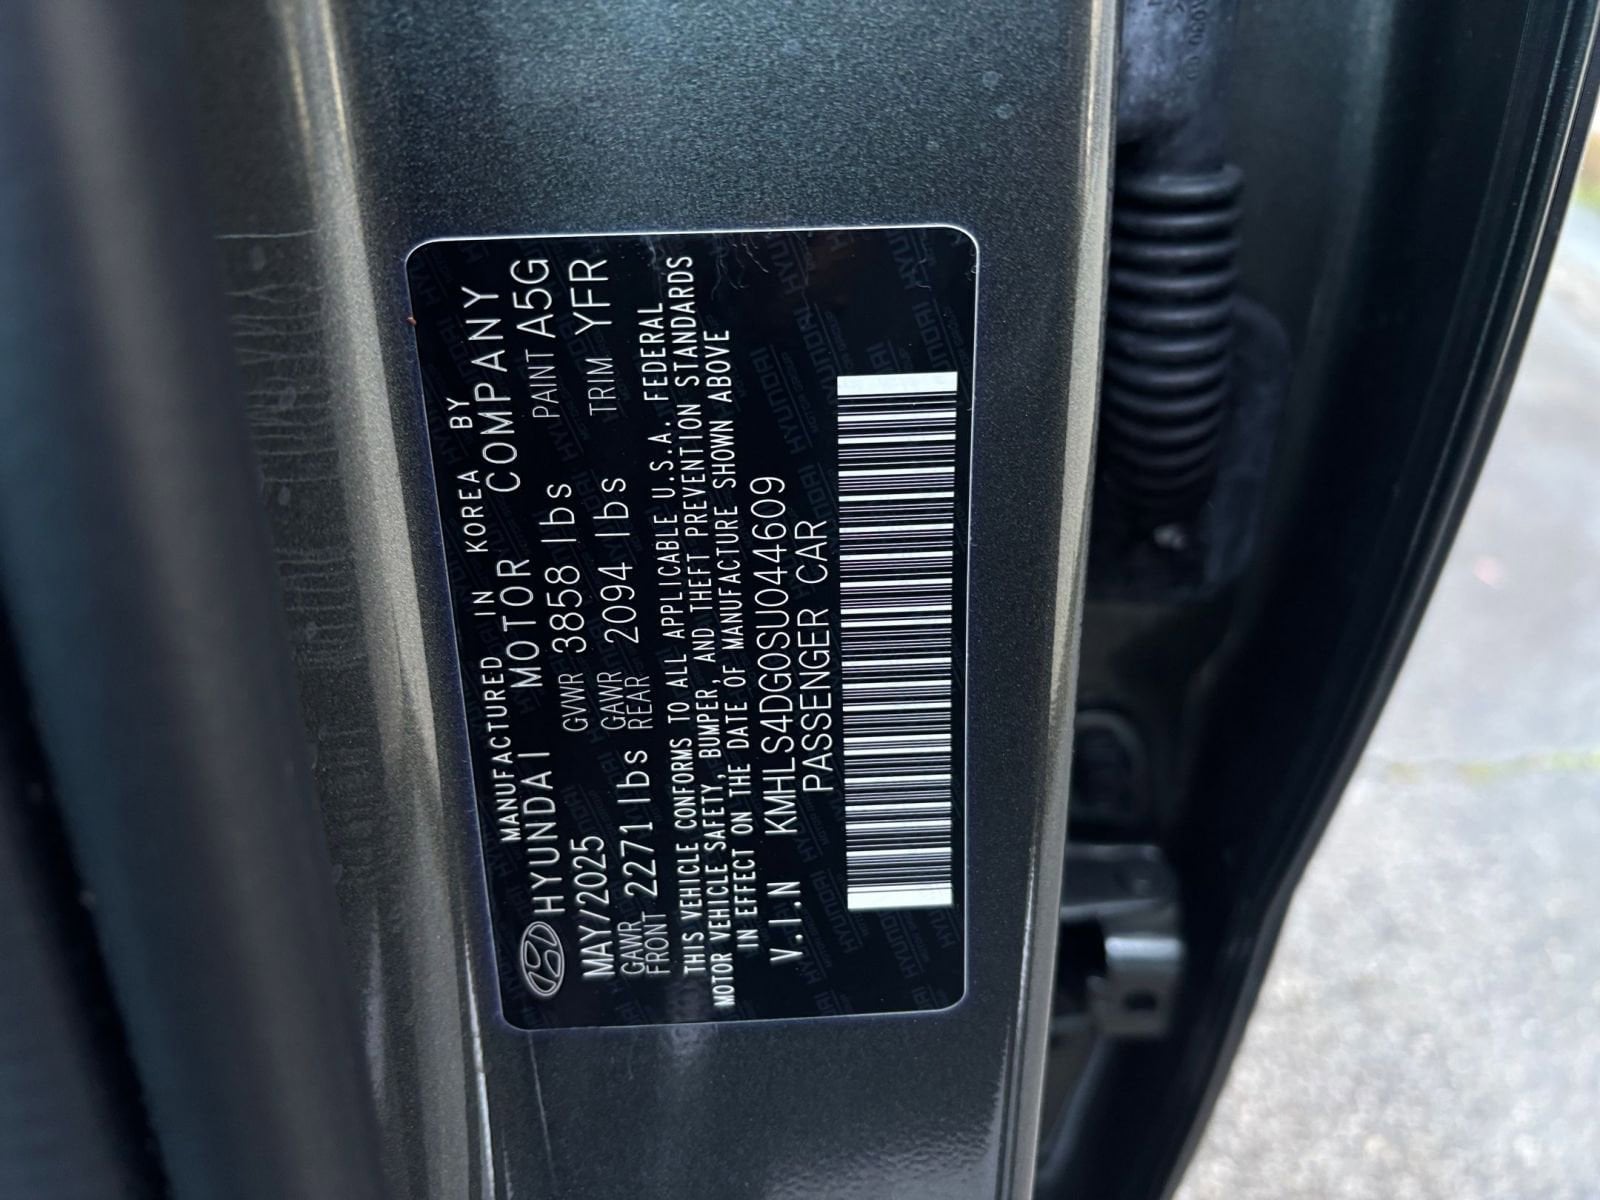 MANUFACTURED IN KOREA BY
HYUNDAI MOTOR COMPANY
MAY/2025 GVWR 3858 lbs PAINT A5G
GAWR FRONT 2271 lbs GAWR REAR 2094 lbs TRIM YFR
THIS VEHICLE CONFORMS TO ALL APPLICABLE U.S.A. FEDERAL
MOTOR VEHICLE SAFETY, BUMPER, AND THEFT PREVENTION STANDARDS
IN EFFECT ON THE DATE OF MANUFACTURE SHOWN ABOVE
V.I.N KMHLS4DG0SU044609
PASSENGER CAR